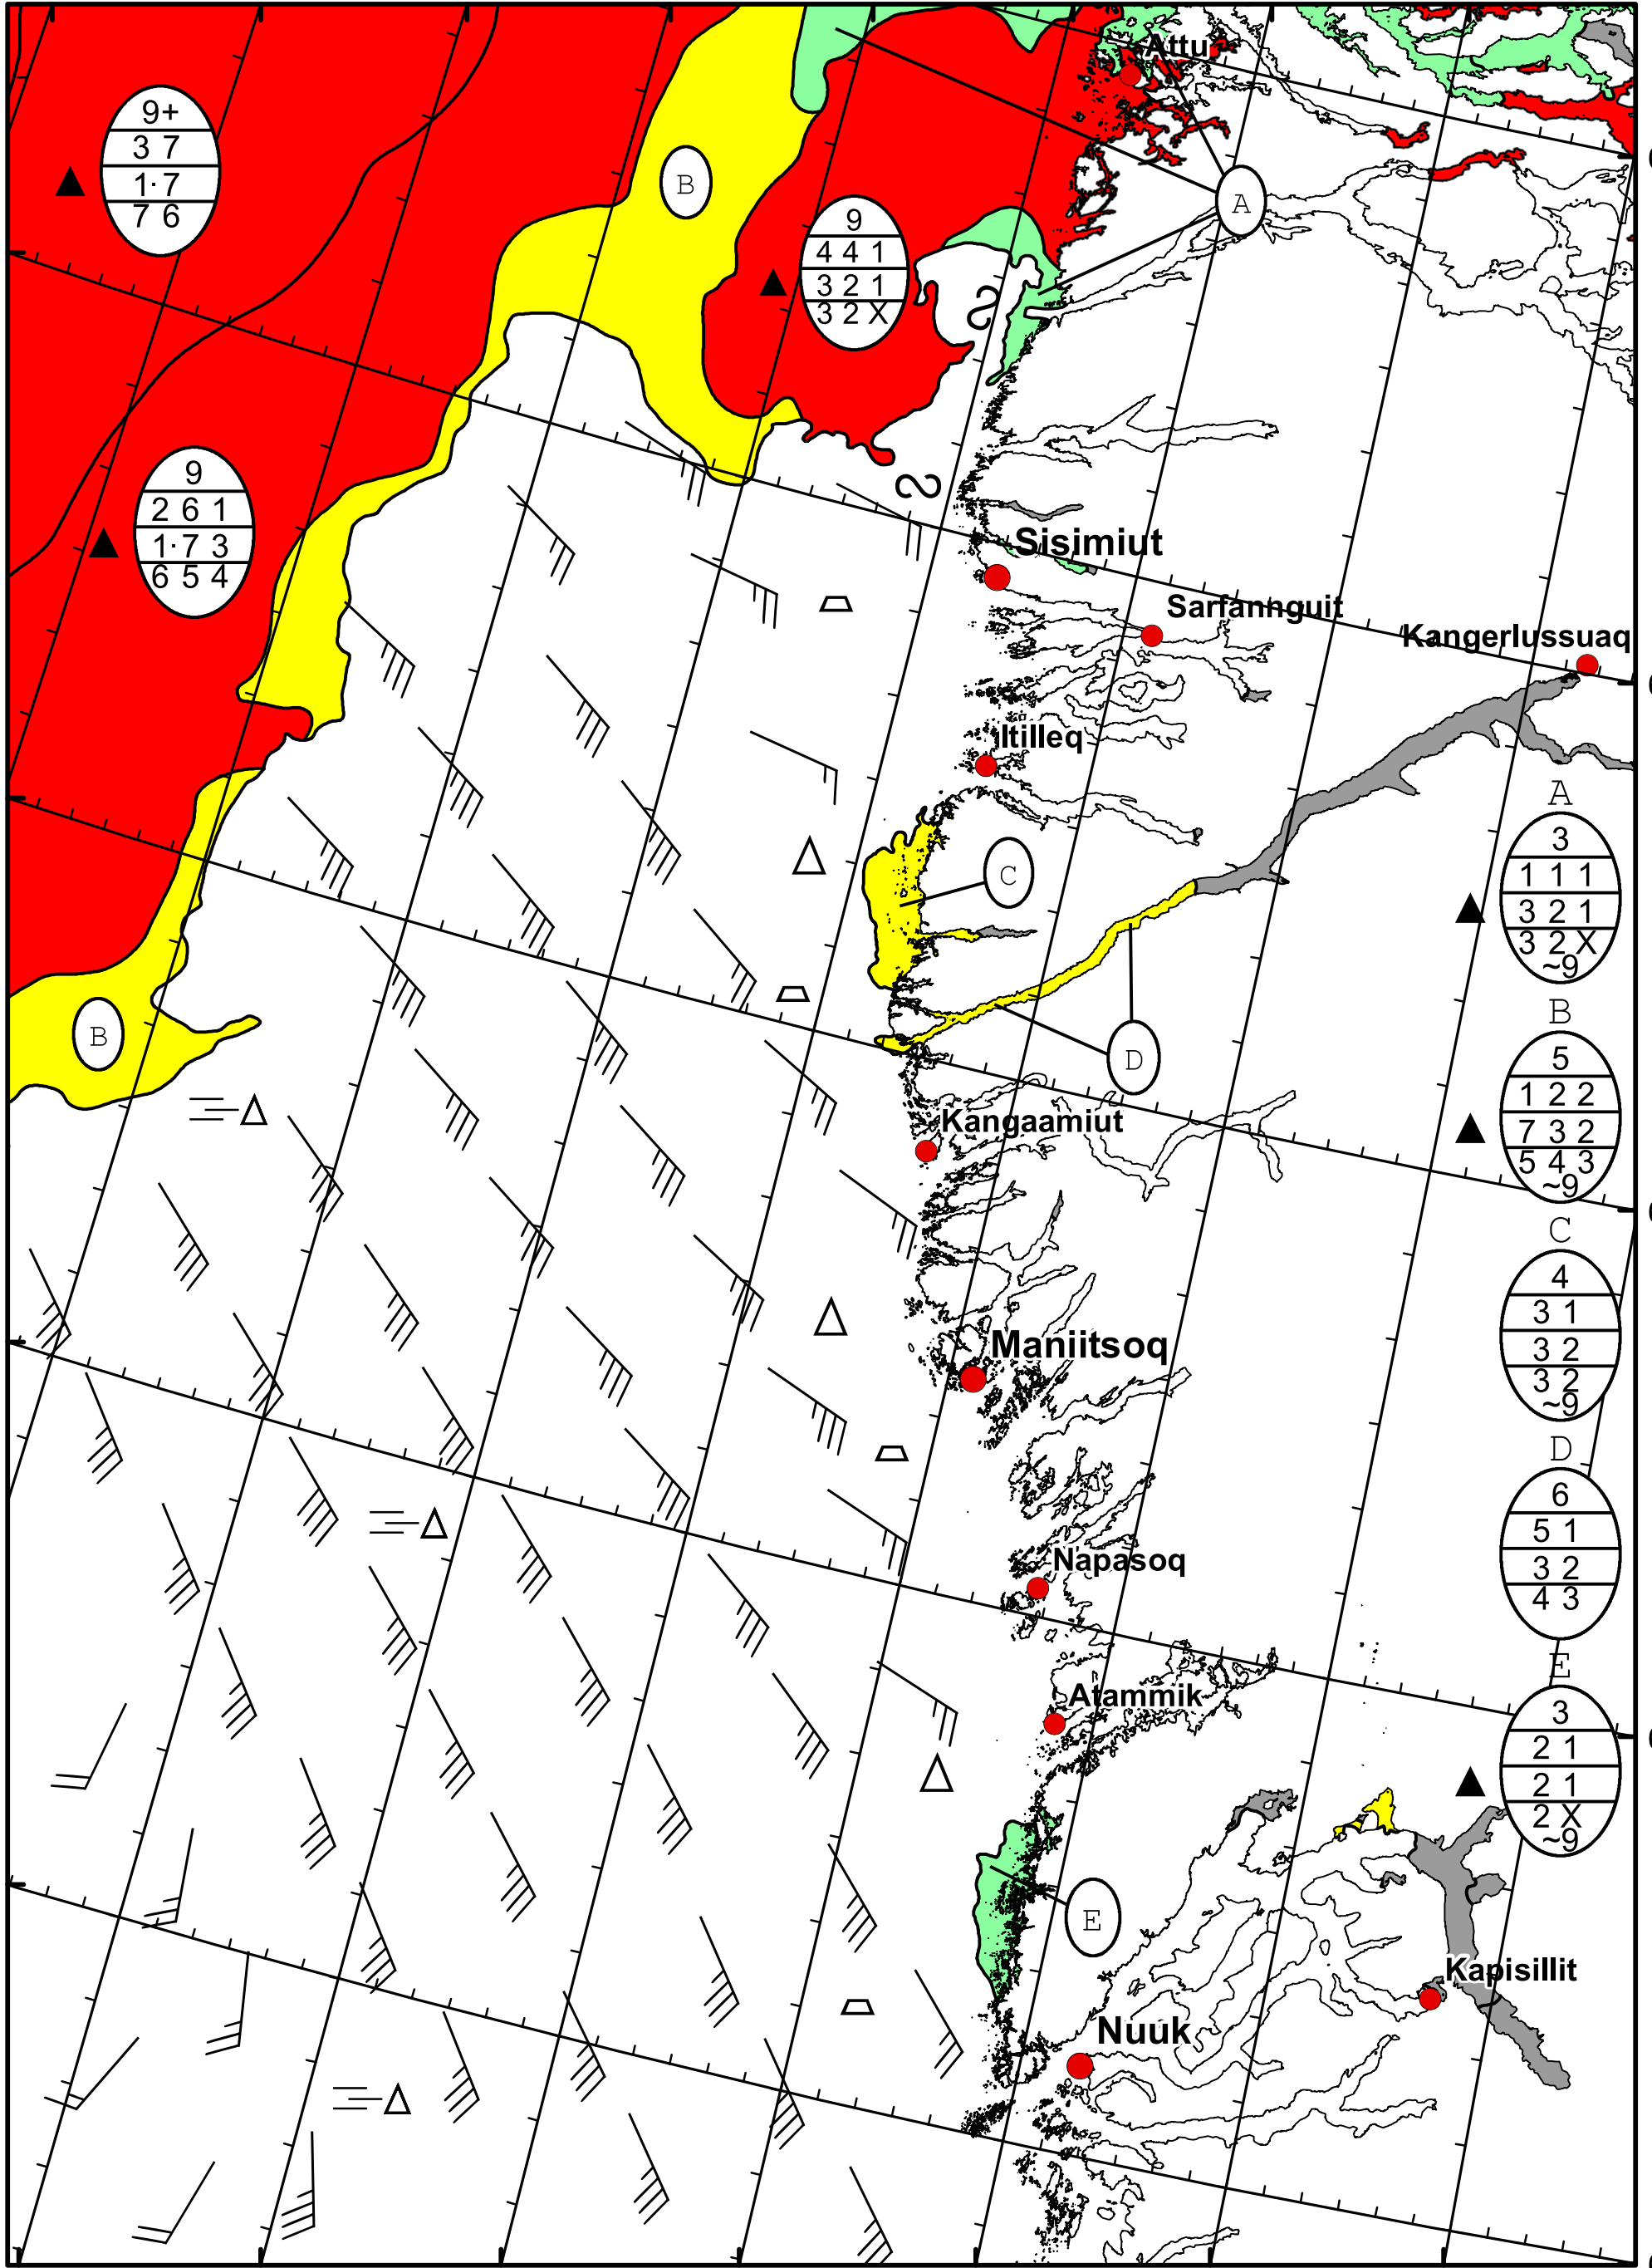 Attu
9+
3 7
1· 7
7 6
B
A
9
4 4 1
3 2 1
3 2 X
9
2 6 1
1· 7 3
6 5 4
Sisimiut
Sarfannguit
Kangerlussuaq
Itilleq
A
3
1 1 1
3 2 1
3 2 X
~9
C
B
D
B
5
1 2 2
7 3 2
5 4 3
~9
Kangaamiut
C
4
3 1
3 2
3 2
~9
Maniitsoq
D
6
5 1
3 2
4 3
Napasoq
E
3
2 1
2 1
2 X
~9
Atammik
E
Kapisillit
Nuuk